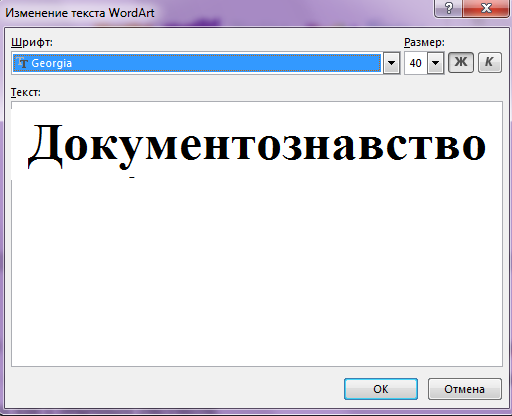 Изменение текста WordArt
Шрифт: Размер:
Georgia 40 Ж К
Текст:
Документознавство
ОК Отмена